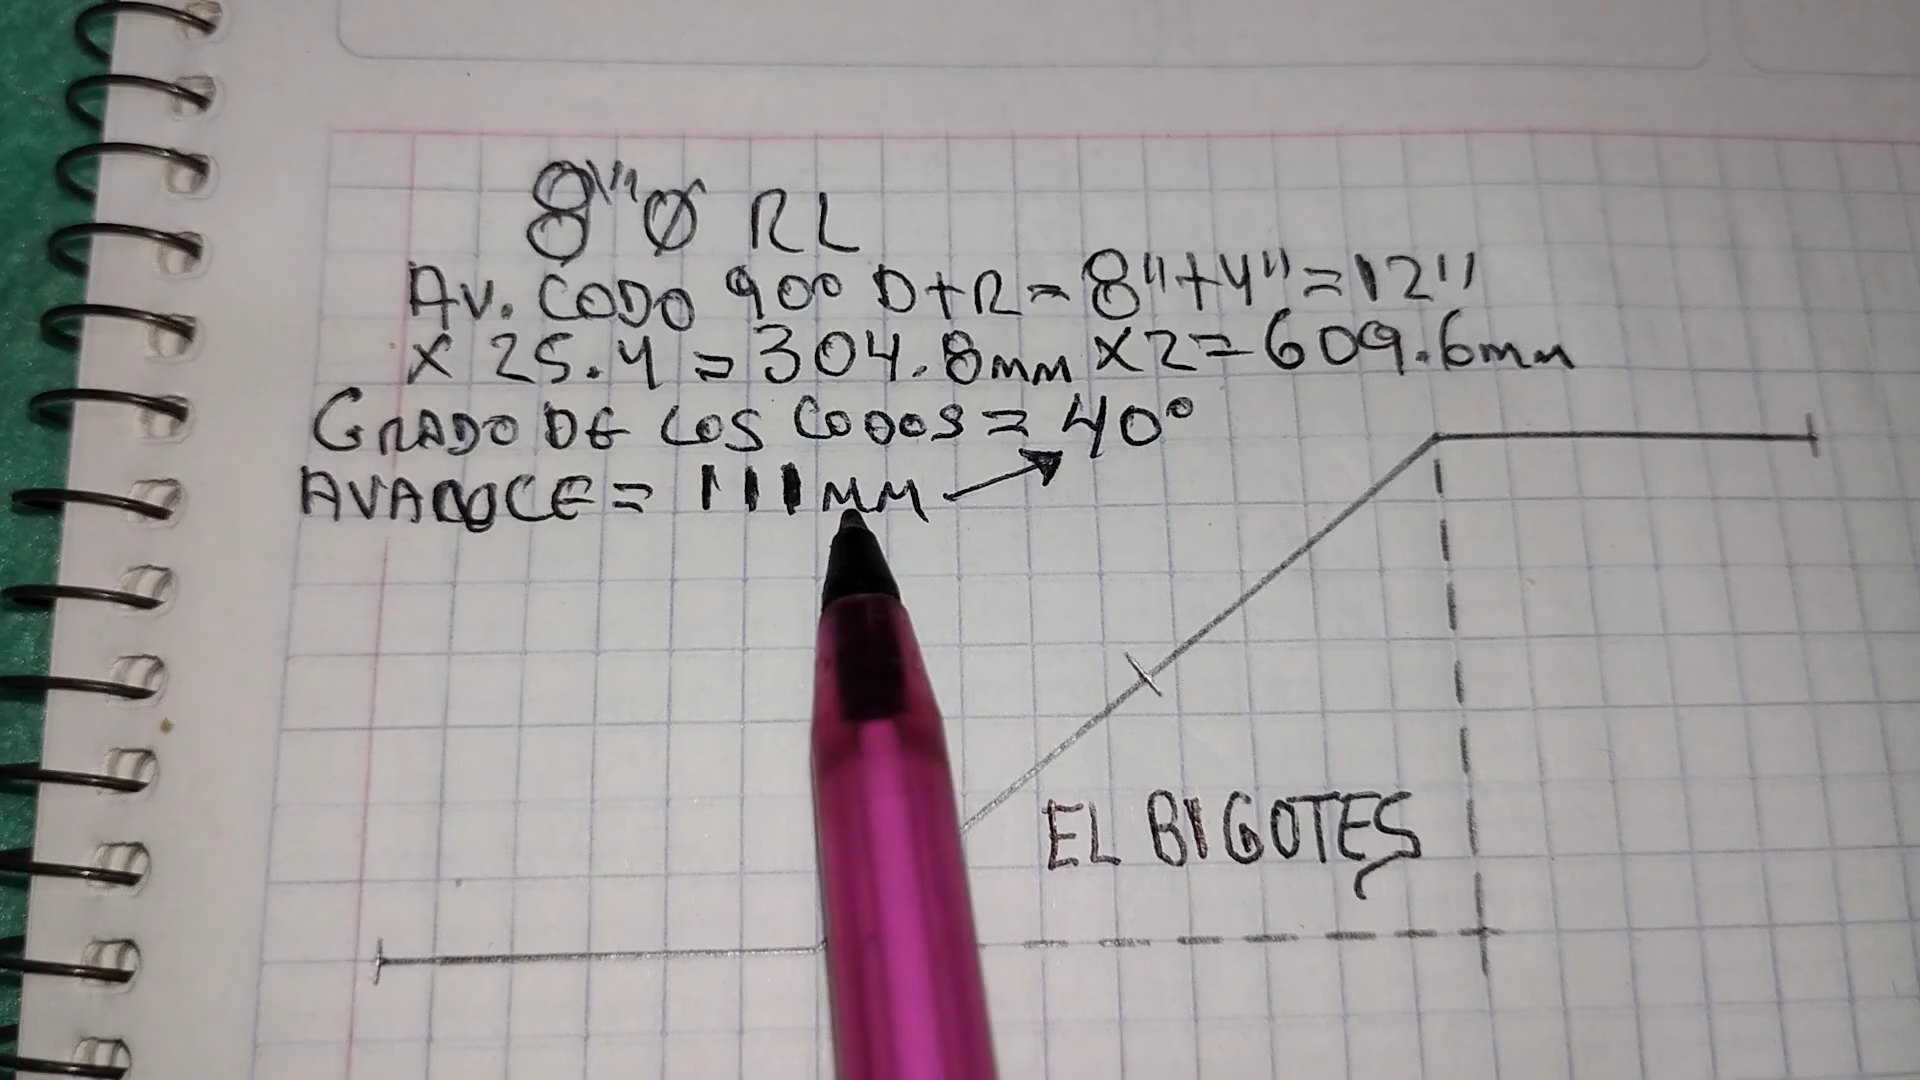 8"Ø RL
AV. CODO 90° D+R = 8"+4" = 12"
X 25.4 = 304.8mm X2 = 609.6mm
GRADO DE LOS CODOS = 40°
AVANCE = 111MM
EL BIGOTES